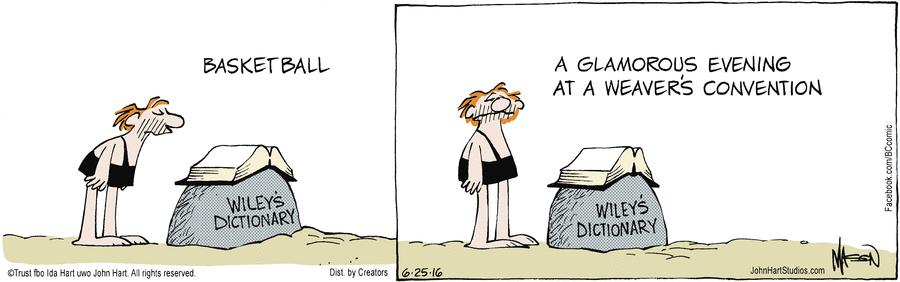 BASKETBALL
WILEY'S
DICTIONARY
©Trust fbo Ida Hart uwo John Hart. All rights reserved.
Dist. by Creators
A GLAMOROUS EVENING
AT A WEAVER'S CONVENTION
WILEY'S
DICTIONARY
6-25-16
JohnHartStudios.com
MASON
Facebook.com/BCcomic